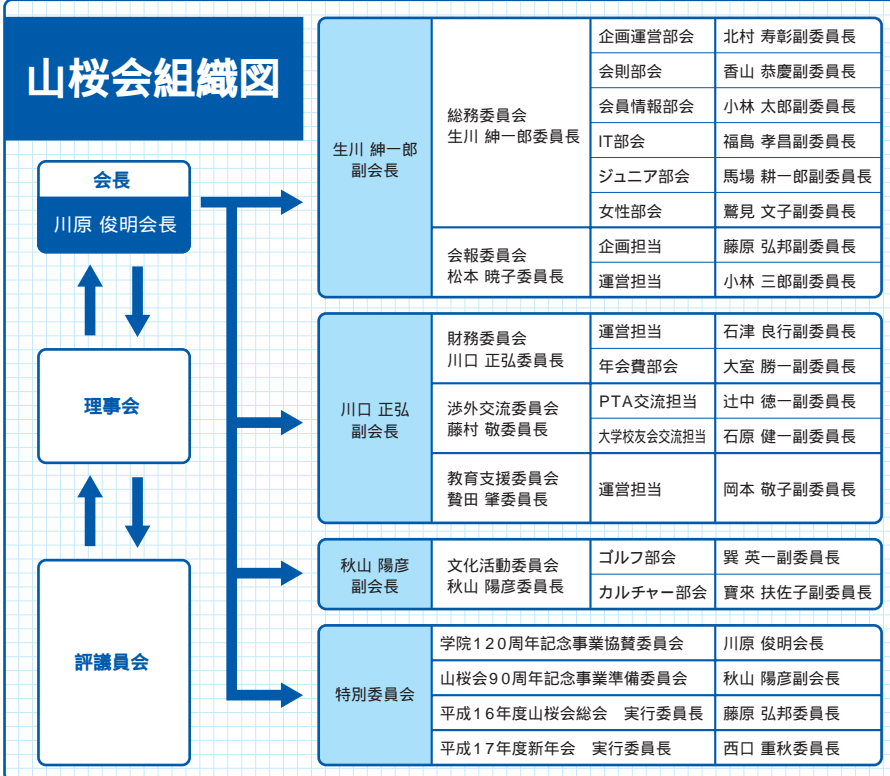 山桜会組織図
会長
川原 俊明会長
理事会
評議員会
生川 紳一郎
副会長
総務委員会
生川 紳一郎委員長
企画運営部会 北村 寿彰副委員長
会則部会 香山 恭慶副委員長
会員情報部会 小林 太郎副委員長
IT部会 福島 孝昌副委員長
ジュニア部会 馬場 耕一郎副委員長
女性部会 鷲見 文子副委員長
会報委員会
松本 暁子委員長
企画担当 藤原 弘邦副委員長
運営担当 小林 三郎副委員長
川口 正弘
副会長
財務委員会
川口 正弘委員長
運営担当 石津 良行副委員長
年会費部会 大室 勝一副委員長
渉外交流委員会
藤村 敬委員長
PTA交流担当 辻中 徳一副委員長
大学校友会交流担当 石原 健一副委員長
教育支援委員会
贄田 肇委員長
運営担当 岡本 敬子副委員長
秋山 陽彦
副会長
文化活動委員会
秋山 陽彦委員長
ゴルフ部会 巽 英一副委員長
カルチャー部会 寶來 扶佐子副委員長
特別委員会
学院120周年記念事業協賛委員会 川原 俊明会長
山桜会90周年記念事業準備委員会 秋山 陽彦副会長
平成16年度山桜会総会 実行委員長 藤原 弘邦委員長
平成17年度新年会 実行委員長 西口 重秋委員長